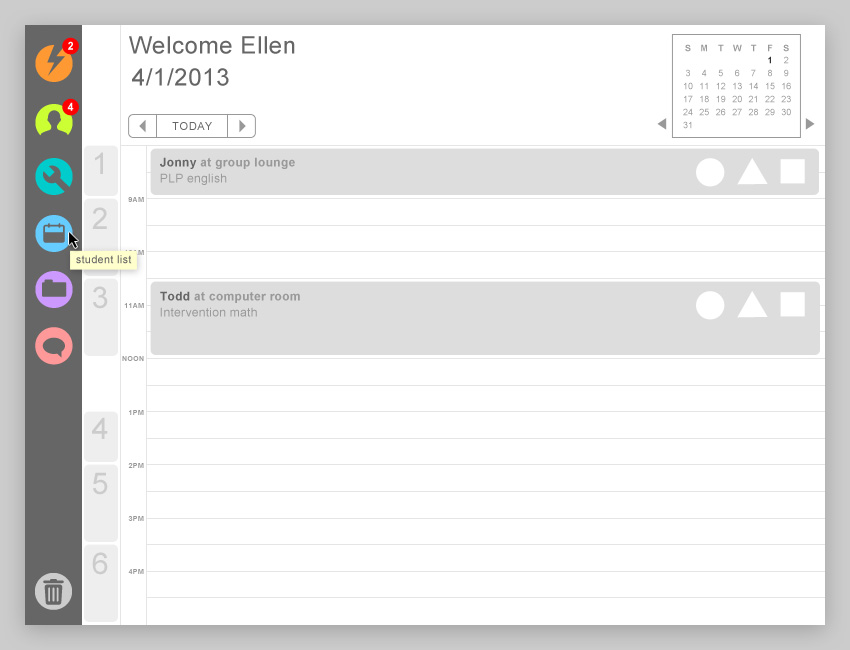 2
4
Welcome Ellen
4/1/2013
TODAY
S M T W T F S
1 2
3 4 5 6 7 8 9
10 11 12 13 14 15 16
17 18 19 20 21 22 23
24 25 26 27 28 29 30
31
1
Jonny at group lounge
PLP english
9AM
2
AM
student list
3
Todd at computer room
Intervention math
11AM
NOON
1PM
4
2PM
5
3PM
6
4PM